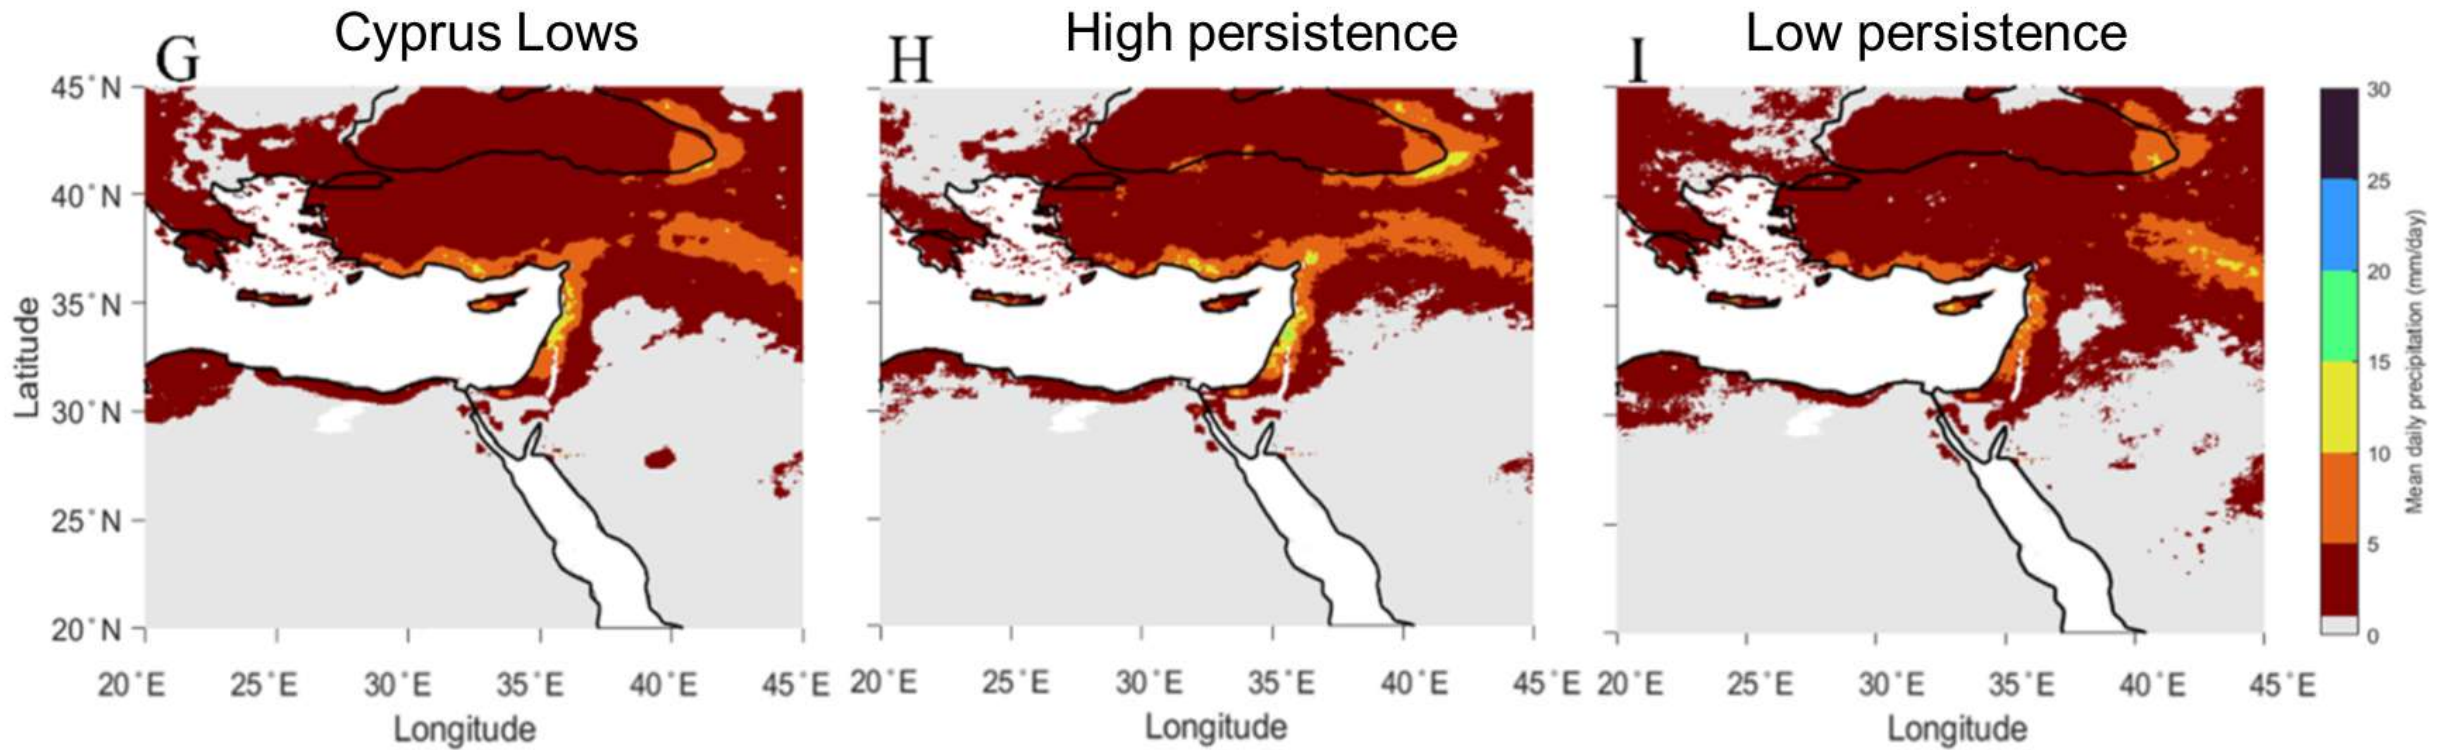 G Cyprus Lows
H High persistence
I Low persistence
45°N
40°N
35°N
30°N
25°N
20°N
Latitude
20°E 25°E 30°E 35°E 40°E 45°E
Longitude
20°E 25°E 30°E 35°E 40°E 45°E
Longitude
20°E 25°E 30°E 35°E 40°E 45°E
Longitude
30
25
20
15
10
5
0
Mean daily precipitation (mm/day)